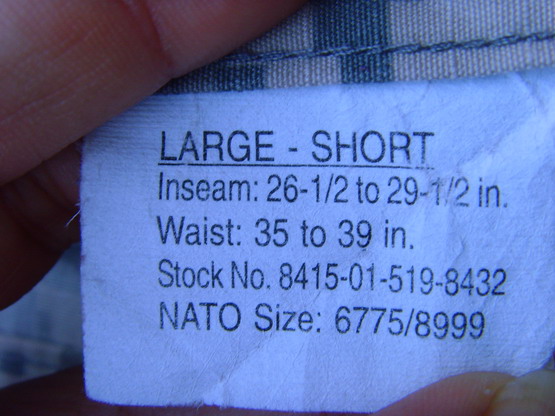 LARGE - SHORT
Inseam: 26-1/2 to 29-1/2 in.
Waist: 35 to 39 in.
Stock No. 8415-01-519-8432
NATO Size: 6775/8999